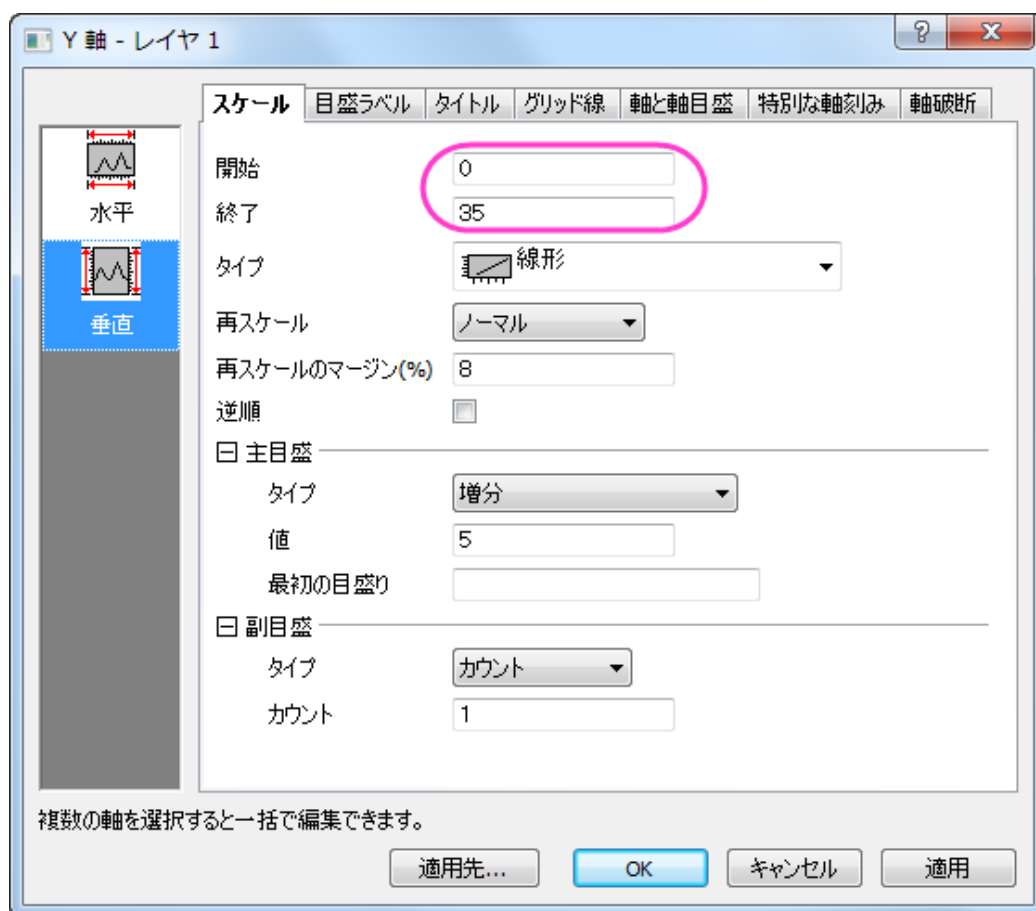 Y 軸 - レイヤ 1
スケール 目盛ラベル タイトル グリッド線 軸と軸目盛 特別な軸刻み 軸破断
水平
垂直
開始 0
終了 35
タイプ 線形
再スケール ノーマル
再スケールのマージン(%) 8
逆順
主目盛
タイプ 増分
値 5
最初の目盛り
副目盛
タイプ カウント
カウント 1
複数の軸を選択すると一括で編集できます。
適用先... OK キャンセル 適用